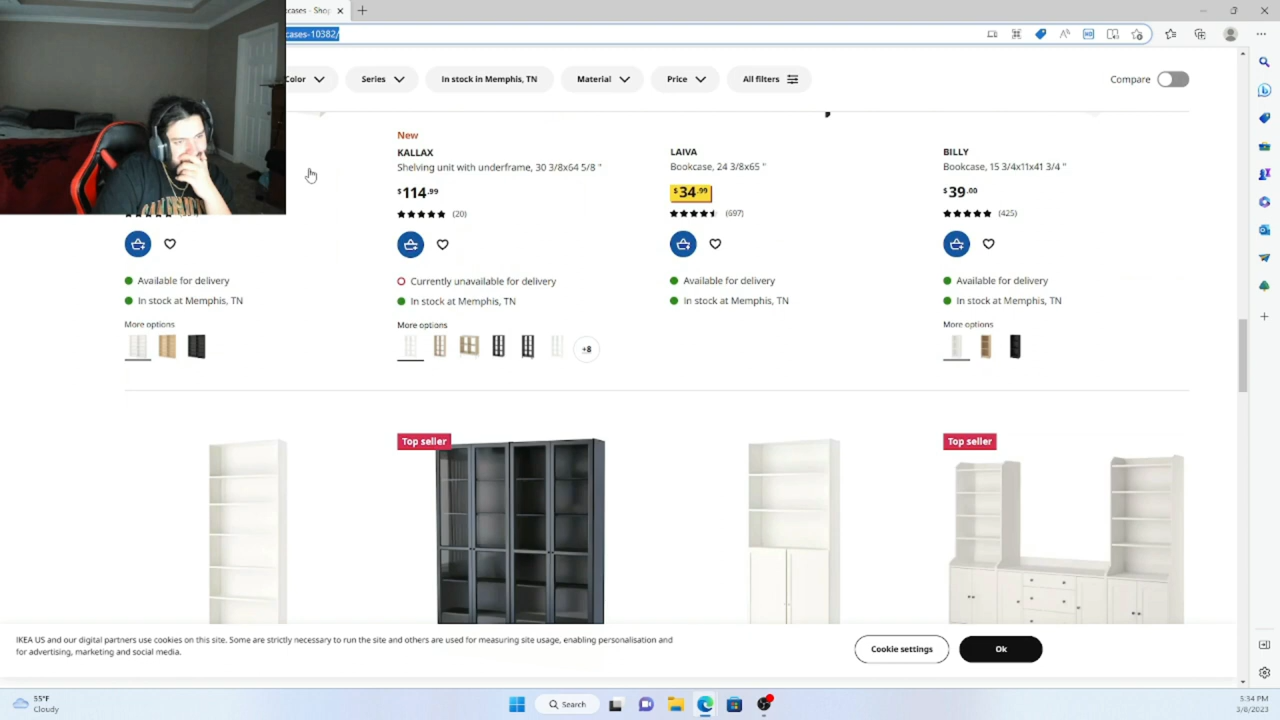 cases - Shop
cases-10382/
Color
Series
In stock in Memphis, TN
Material
Price
All filters
Compare
New
KALLAX
Shelving unit with underframe, 30 3/8x64 5/8 "
$114.99
(20)
Currently unavailable for delivery
In stock at Memphis, TN
More options
+8
LAIVA
Bookcase, 24 3/8x65 "
$34.99
(697)
Available for delivery
In stock at Memphis, TN
BILLY
Bookcase, 15 3/4x11x41 3/4 "
$39.00
(425)
Available for delivery
In stock at Memphis, TN
More options
Available for delivery
In stock at Memphis, TN
More options
Top seller
Top seller
IKEA US and our digital partners use cookies on this site. Some are strictly necessary to run the site and others are used for measuring site usage, enabling personalisation and
for advertising, marketing and social media.
Cookie settings
Ok
55°F
Cloudy
Search
5:34 PM
3/8/2023